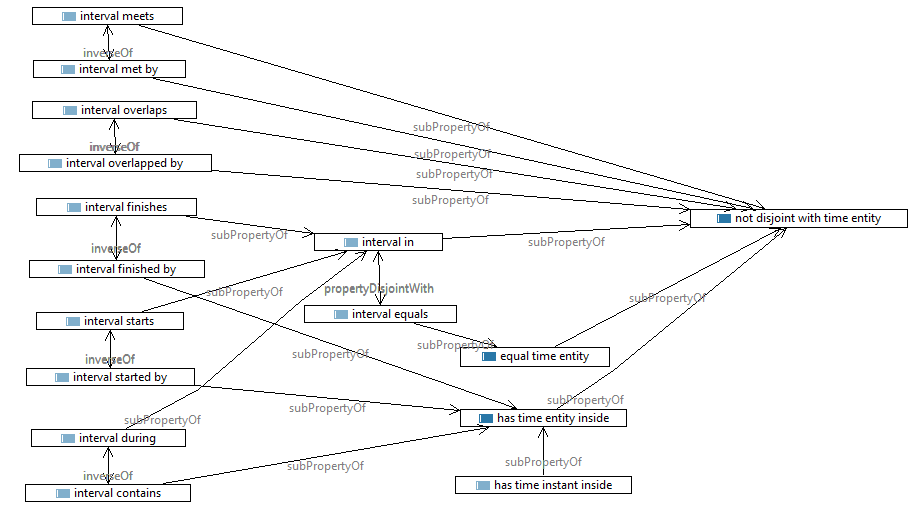 interval meets
inverseOf
interval met by
interval overlaps
subPropertyOf
inverseOf
subPropertyOf
interval overlapped by
subPropertyOf
subPropertyOf
interval finishes
not disjoint with time entity
subPropertyOf
interval in
subPropertyOf
inverseOf
interval finished by
propertyDisjointWith
subPropertyOf
subPropertyOf
interval starts
interval equals
subPropertyOf
inverseOf
subPropertyOf
equal time entity
interval started by
subPropertyOf
subPropertyOf
subPropertyOf
has time entity inside
interval during
subPropertyOf
subPropertyOf
inverseOf
interval contains
has time instant inside